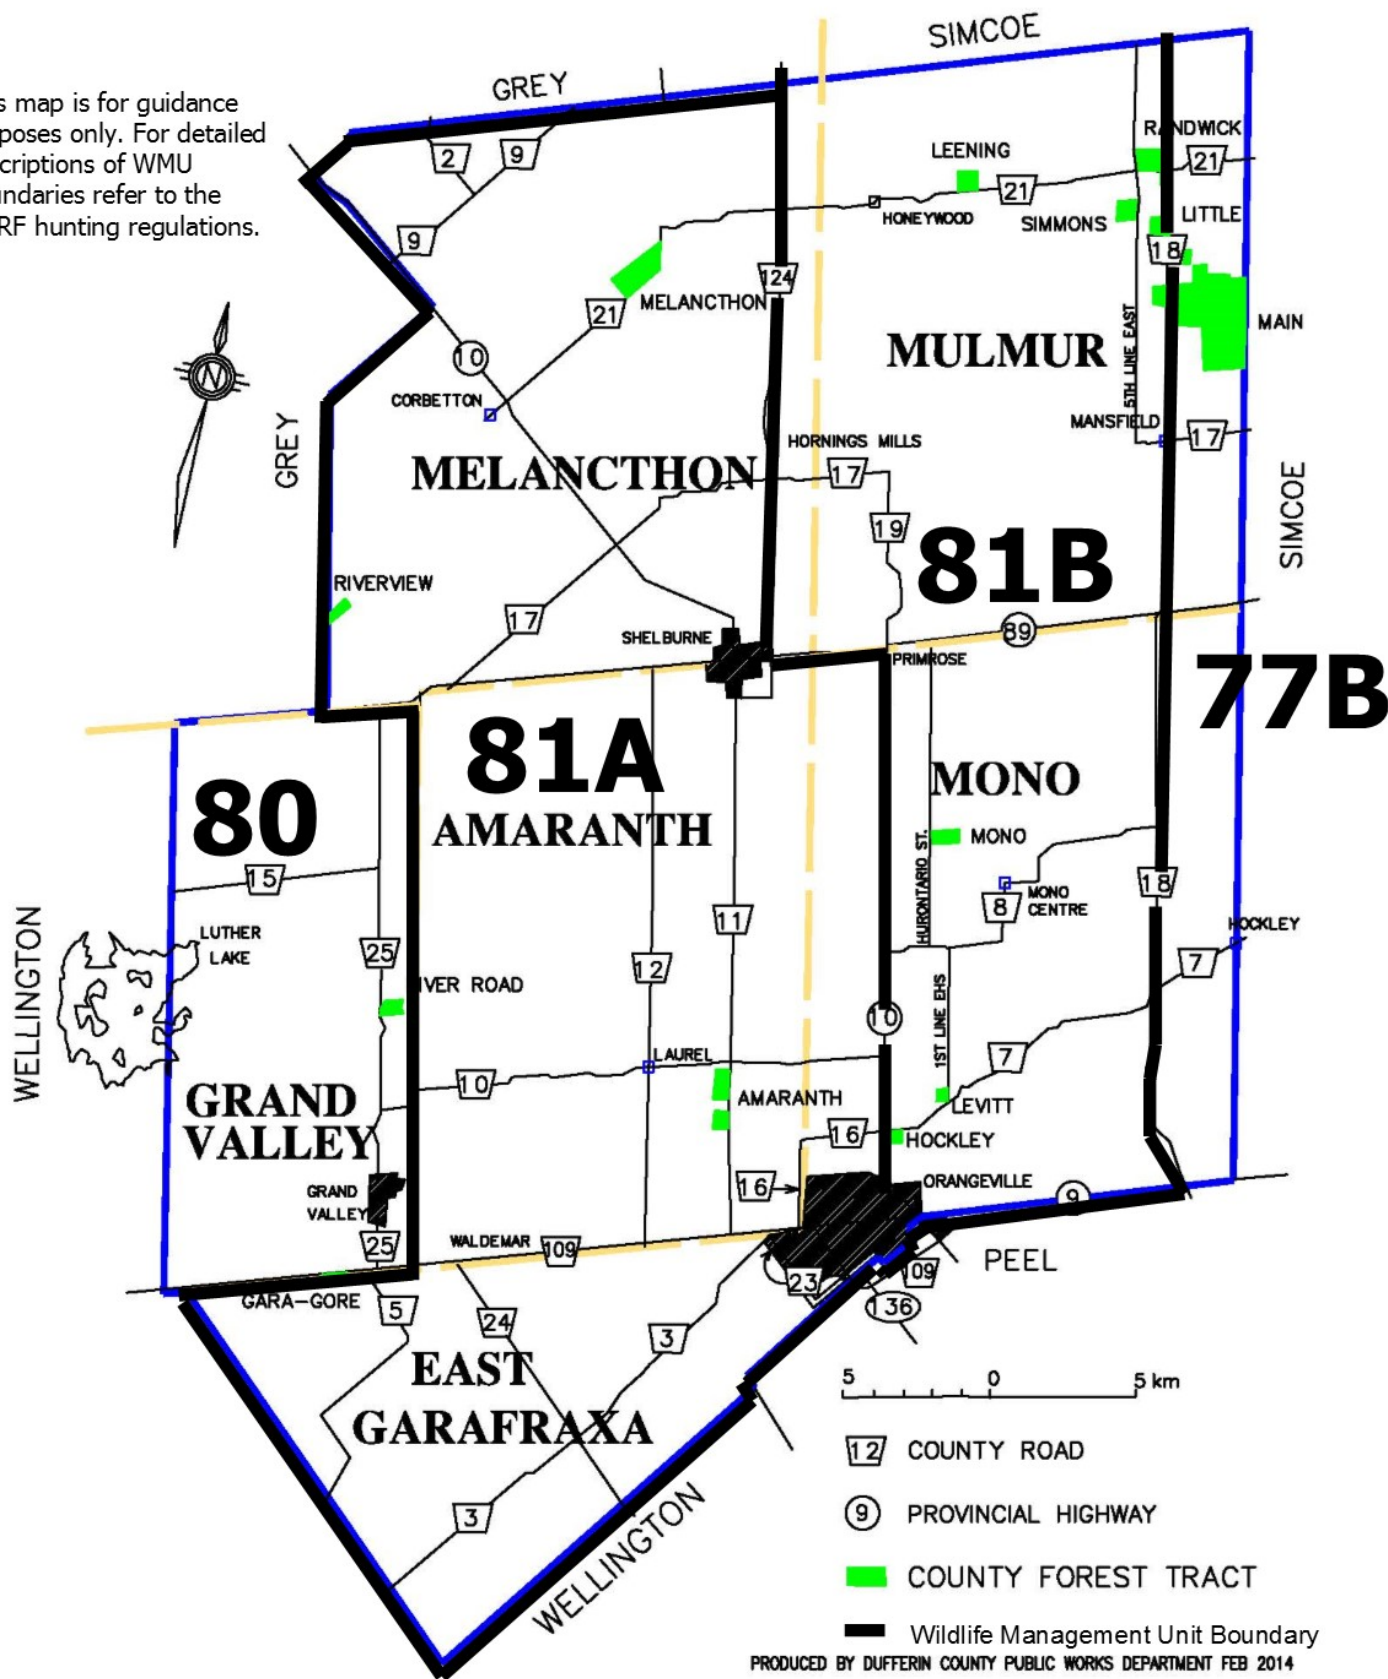 SIMCOE
GREY
s map is for guidance
poses only. For detailed
criptions of WMU
undaries refer to the
RF hunting regulations.
2
9
9
LEENING
RANDWICK
21
21
HONEYWOOD
SIMMONS
LITTLE
18
124
MELANCTHON
21
MAIN
MULMUR
5TH LINE EAST
N
10
CORBETTON
GREY
MANSFIELD
17
HORNINGS MILLS
MELANCTHON
17
19
SIMCOE
81B
RIVERVIEW
17
SHELBURNE
89
PRIMROSE
77B
81A
80
MONO
AMARANTH
MONO
HURONTARIO ST.
15
18
MONO
CENTRE
8
11
HOCKLEY
WELLINGTON
LUTHER
LAKE
25
12
7
IVER ROAD
1ST LINE EHS
10
LAUREL
7
10
AMARANTH
GRAND
VALLEY
LEVITT
16
HOCKLEY
16
ORANGEVILLE
GRAND
VALLEY
9
25
WALDEMAR
109
PEEL
23
109
GARA-GORE
5
136
24
3
EAST
GARAFRAXA
3
WELLINGTON
5 0 5 km
12 COUNTY ROAD
9 PROVINCIAL HIGHWAY
COUNTY FOREST TRACT
Wildlife Management Unit Boundary
PRODUCED BY DUFFERIN COUNTY PUBLIC WORKS DEPARTMENT FEB 2014